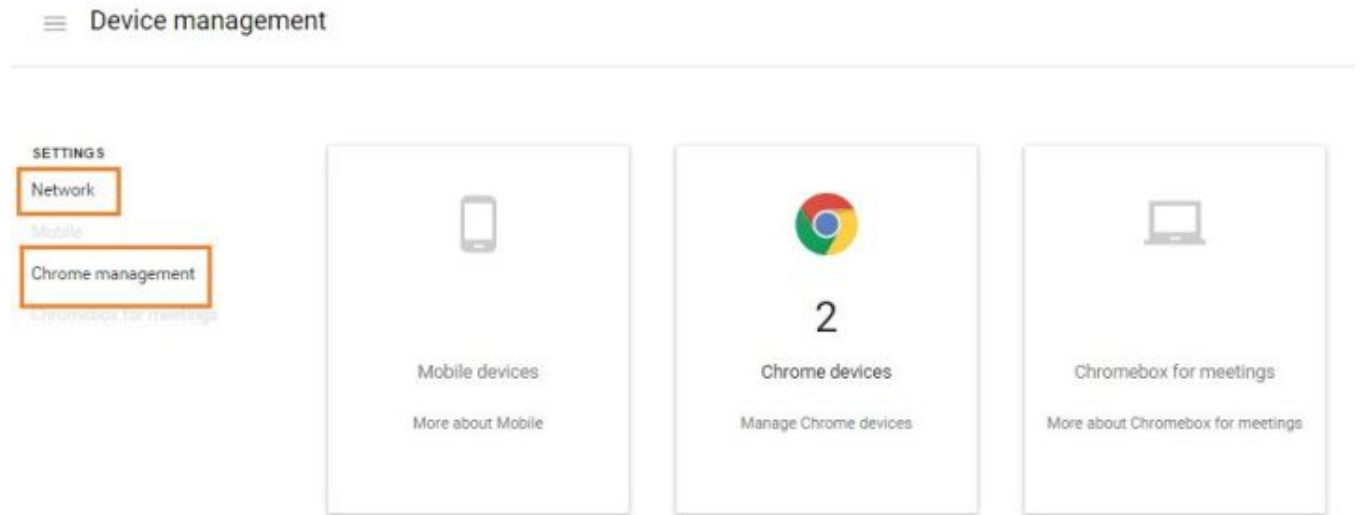 Device management
SETTINGS
Network
Mobile
Chrome management
Chromebox for meetings
Mobile devices
More about Mobile
2
Chrome devices
Manage Chrome devices
Chromebox for meetings
More about Chromebox for meetings